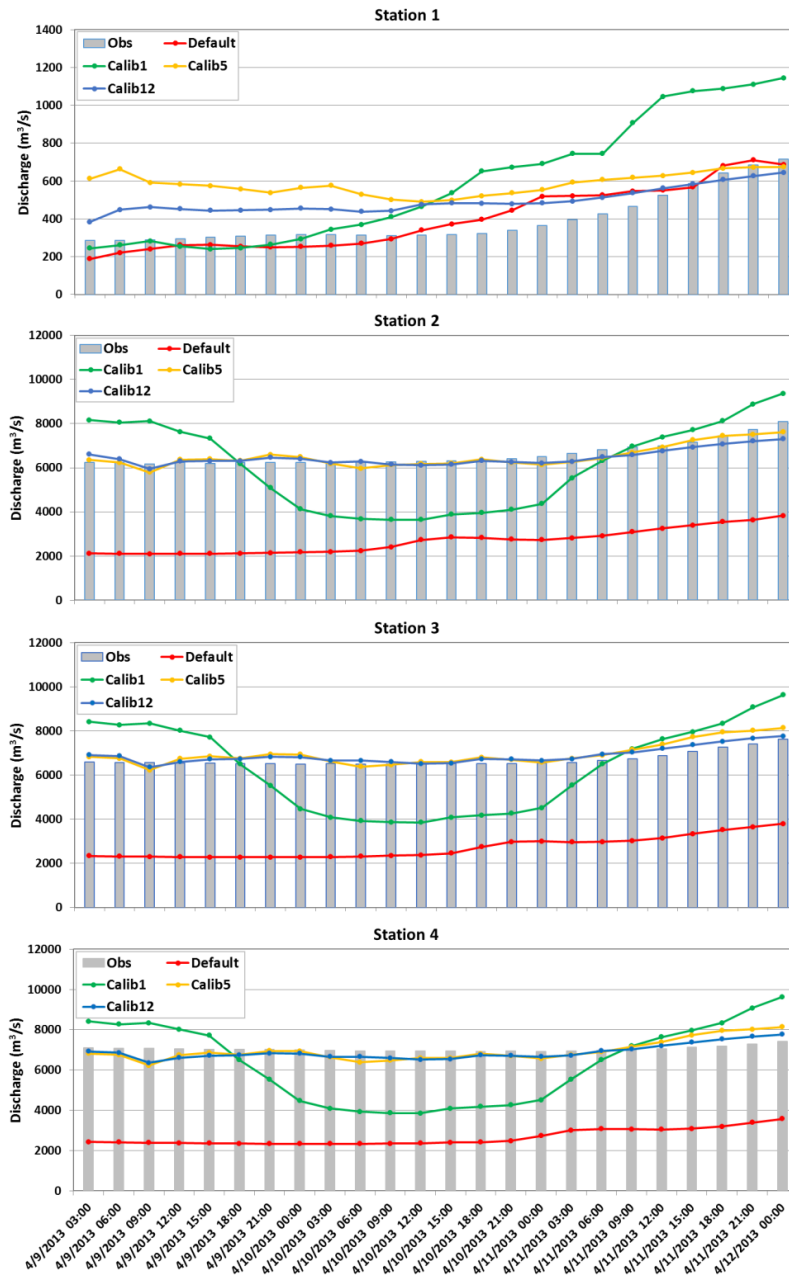 Station 1
1400
1200
1000
800
600
400
200
0
Discharge (m³/s)
Obs Default
Calib1 Calib5
Calib12
Station 2
12000
10000
8000
6000
4000
2000
0
Discharge (m³/s)
Obs Default
Calib1 Calib5
Calib12
Station 3
12000
10000
8000
6000
4000
2000
0
Discharge (m³/s)
Obs Default
Calib1 Calib5
Calib12
Station 4
12000
10000
8000
6000
4000
2000
0
Discharge (m³/s)
Obs Default
Calib1 Calib5
Calib12
4/9/2013 03:00
4/9/2013 06:00
4/9/2013 09:00
4/9/2013 12:00
4/9/2013 15:00
4/9/2013 18:00
4/9/2013 21:00
4/10/2013 00:00
4/10/2013 03:00
4/10/2013 06:00
4/10/2013 09:00
4/10/2013 12:00
4/10/2013 15:00
4/10/2013 18:00
4/10/2013 21:00
4/11/2013 00:00
4/11/2013 03:00
4/11/2013 06:00
4/11/2013 09:00
4/11/2013 12:00
4/11/2013 15:00
4/11/2013 18:00
4/11/2013 21:00
4/12/2013 00:00